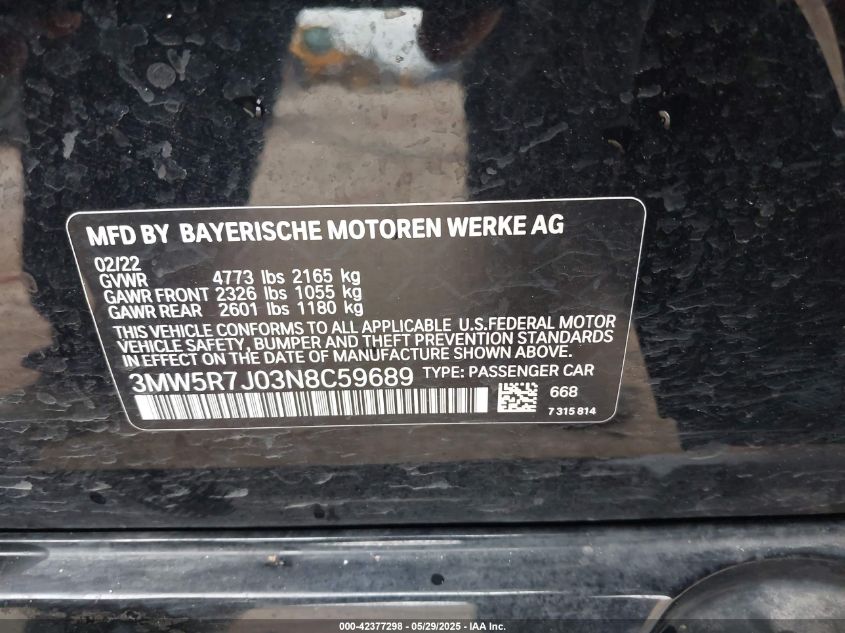 MFD BY BAYERISCHE MOTOREN WERKE AG
02/22
GVWR 4773 lbs 2165 kg
GAWR FRONT 2326 lbs 1055 kg
GAWR REAR 2601 lbs 1180 kg
THIS VEHICLE CONFORMS TO ALL APPLICABLE U.S.FEDERAL MOTOR
VEHICLE SAFETY, BUMPER AND THEFT PREVENTION STANDARDS
IN EFFECT ON THE DATE OF MANUFACTURE SHOWN ABOVE.
3MW5R7J03N8C59689 TYPE: PASSENGER CAR
668
7 315 814
000-42377298 - 05/29/2025 - IAA Inc.